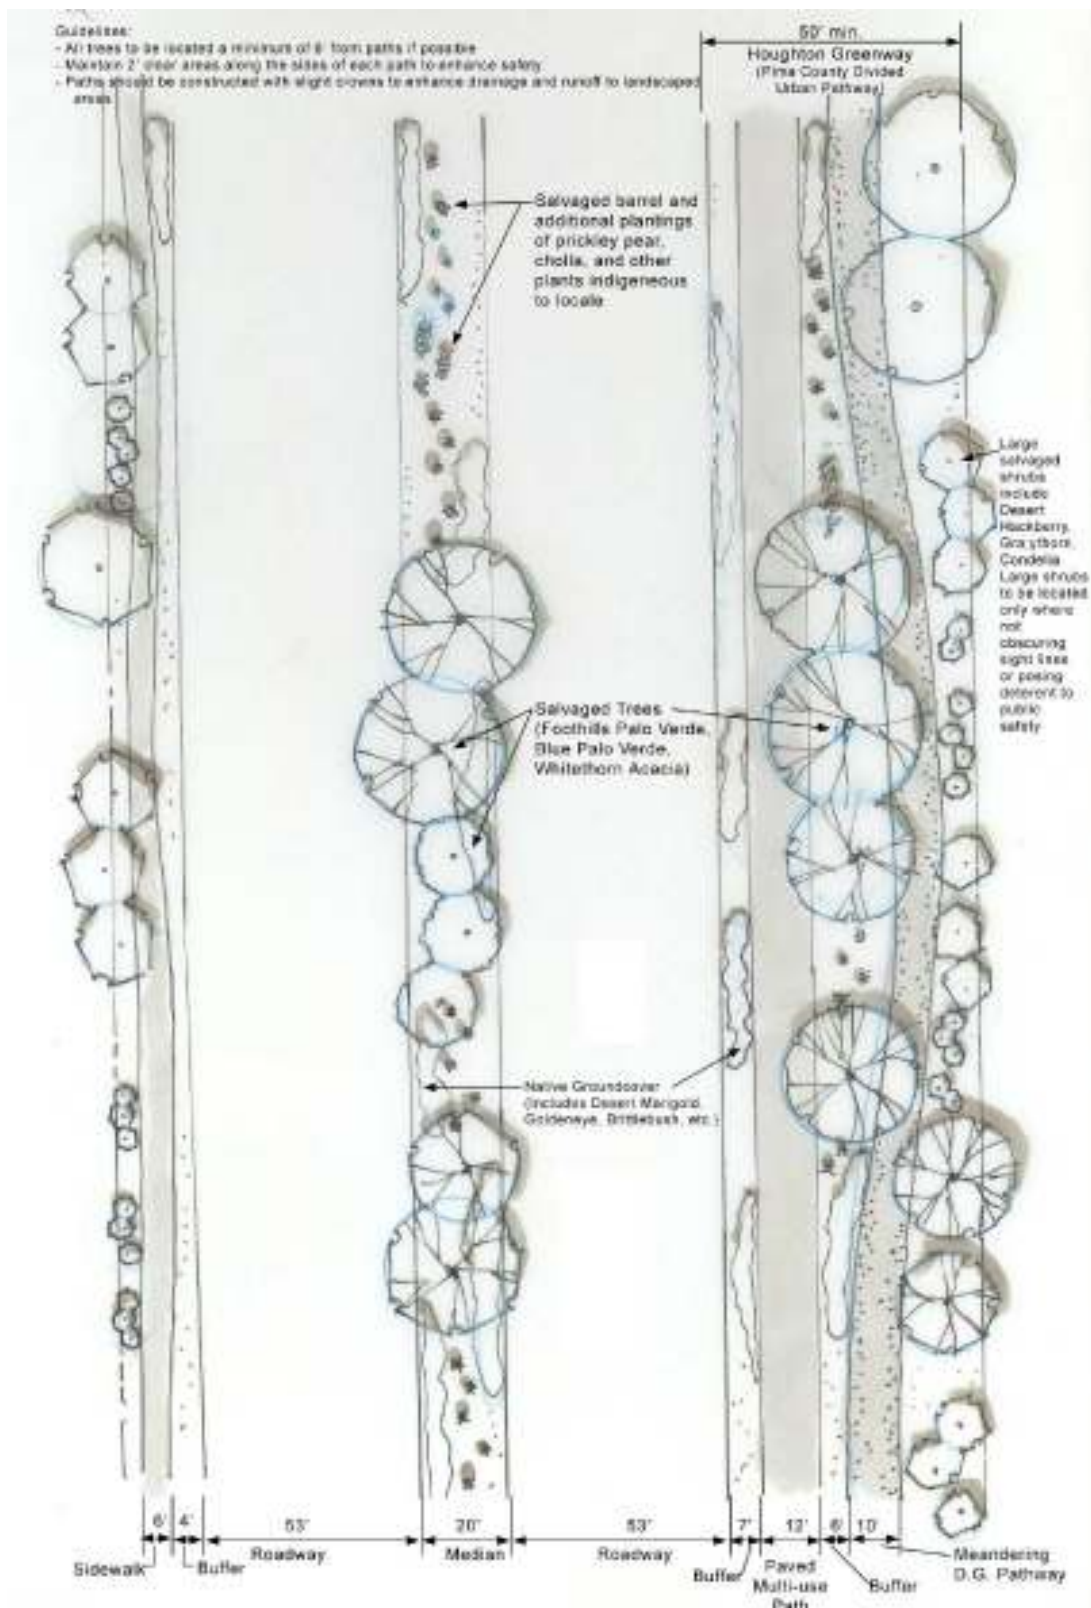 Guidelines:
- All trees to be located a minimum of 8' from paths if possible
- Maintain 2' clear areas along the sides of each path to enhance safety
- Paths should be constructed with slight crowns to enhance drainage and runoff to landscaped
areas
50' min.
Houghton Greenway
(Pima County Divided
Urban Pathway)
Salvaged barrel and
additional plantings
of prickley pear,
cholla, and other
plants indigeneous
to locale
Large
salvaged
shrubs
include
Desert
Hackberry,
Graythorn,
Condelia
Large shrubs
to be located
only where
not
obscuring
sight lines
or posing
deterent to
public
safety
Salvaged Trees
(Foothills Palo Verde,
Blue Palo Verde,
Whitethorn Acacia)
Native Groundcover
(Includes Desert Marigold,
Goldeneye, Brittlebush, etc.)
6' 4' 53' 20' 53' 7' 12' 6' 10'
Sidewalk Buffer Roadway Median Roadway Buffer Paved
Multi-use
Path
Buffer
Meandering
D.G. Pathway